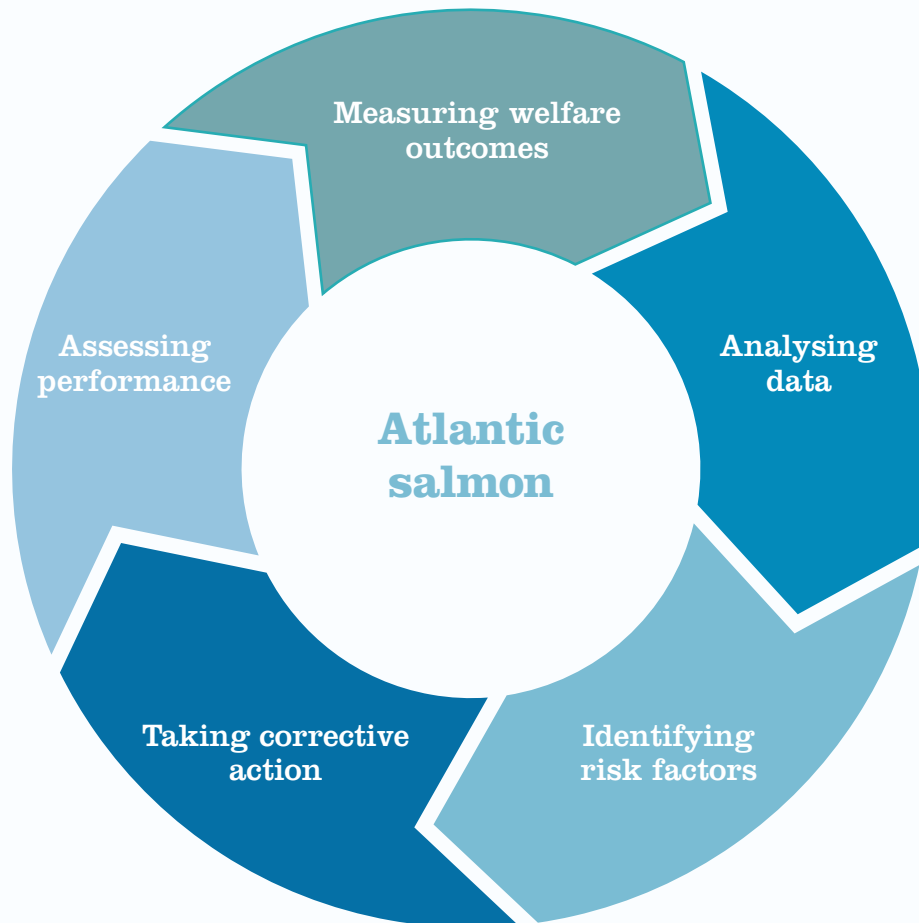 Measuring welfare
outcomes
Analysing
data
Identifying
risk factors
Taking corrective
action
Assessing
performance
Atlantic
salmon